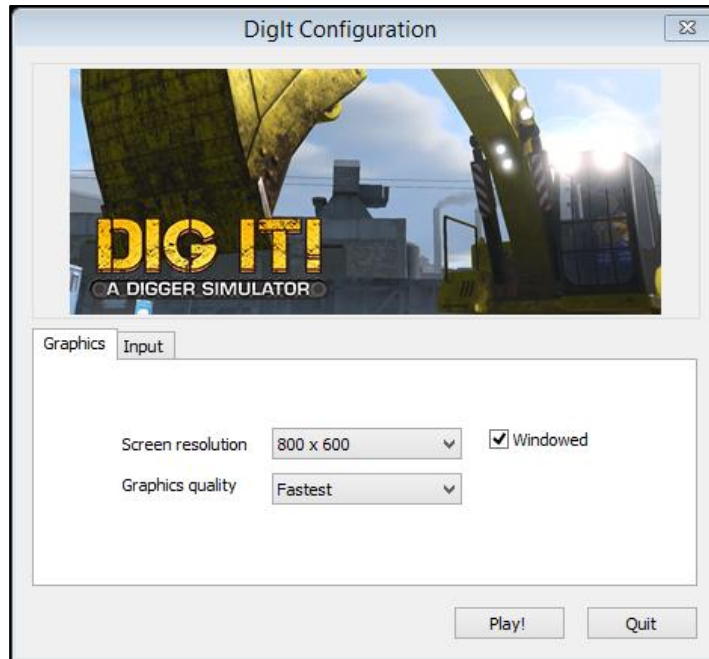 DigIt Configuration
DIG IT!
A DIGGER SIMULATOR
Graphics Input
Screen resolution 800 x 600 Windowed
Graphics quality Fastest
Play! Quit